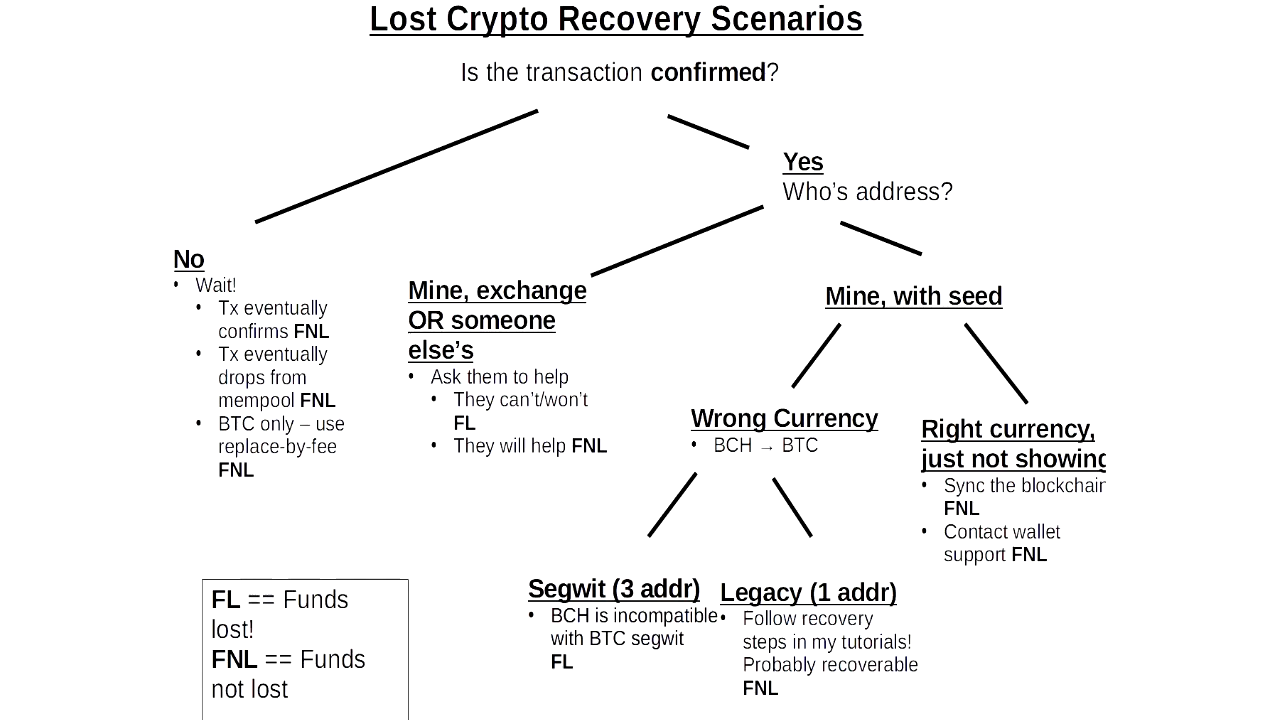 Lost Crypto Recovery Scenarios
Is the transaction confirmed?
Yes
Who's address?
No
• Wait!
• Tx eventually
confirms FNL
• Tx eventually
drops from
mempool FNL
• BTC only – use
replace-by-fee
FNL
Mine, exchange
OR someone
else's
• Ask them to help
• They can't/won't
FL
• They will help FNL
Mine, with seed
Wrong Currency
• BCH → BTC
Right currency,
just not showing
• Sync the blockchain
FNL
• Contact wallet
support FNL
Segwit (3 addr)
• BCH is incompatible
with BTC segwit
FL
Legacy (1 addr)
• Follow recovery
steps in my tutorials!
Probably recoverable
FNL
FL == Funds
lost!
FNL == Funds
not lost